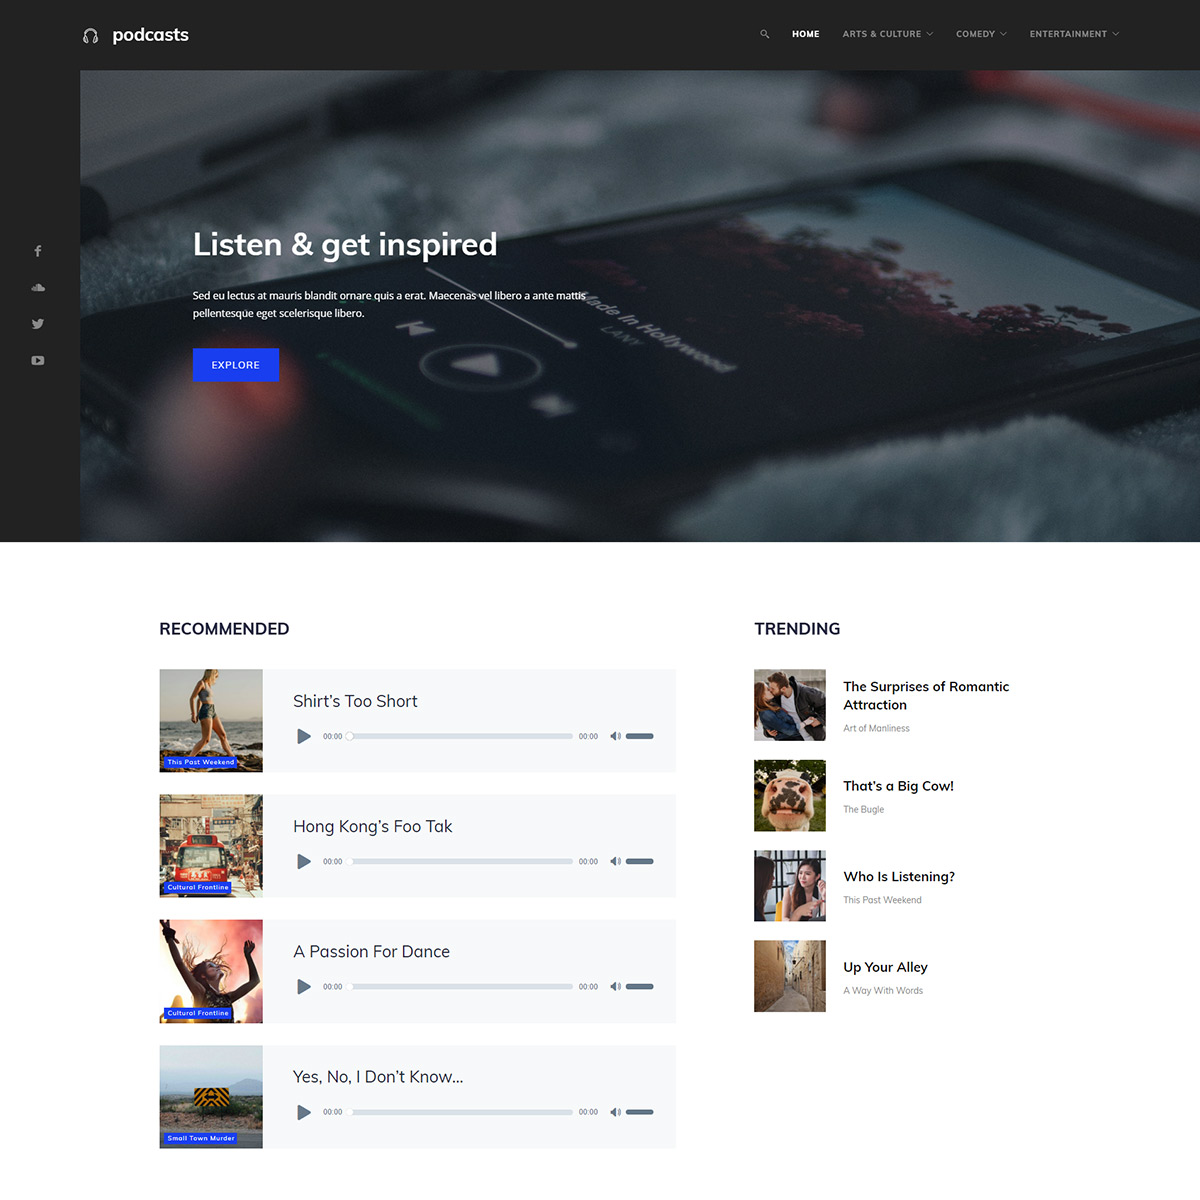 podcasts
HOME
ARTS & CULTURE
COMEDY
ENTERTAINMENT
Listen & get inspired
Sed eu lectus at mauris blandit ornare quis a erat. Maecenas vel libero a ante mattis
pellentesque eget scelerisque libero.
EXPLORE
Made In Hollywood
LANY
RECOMMENDED
This Past Weekend
Shirt’s Too Short
00:00
00:00
Cultural Frontline
Hong Kong’s Foo Tak
00:00
00:00
Cultural Frontline
A Passion For Dance
00:00
00:00
Small Town Murder
Yes, No, I Don’t Know...
00:00
00:00
TRENDING
The Surprises of Romantic
Attraction
Art of Manliness
That’s a Big Cow!
The Bugle
Who Is Listening?
This Past Weekend
Up Your Alley
A Way With Words